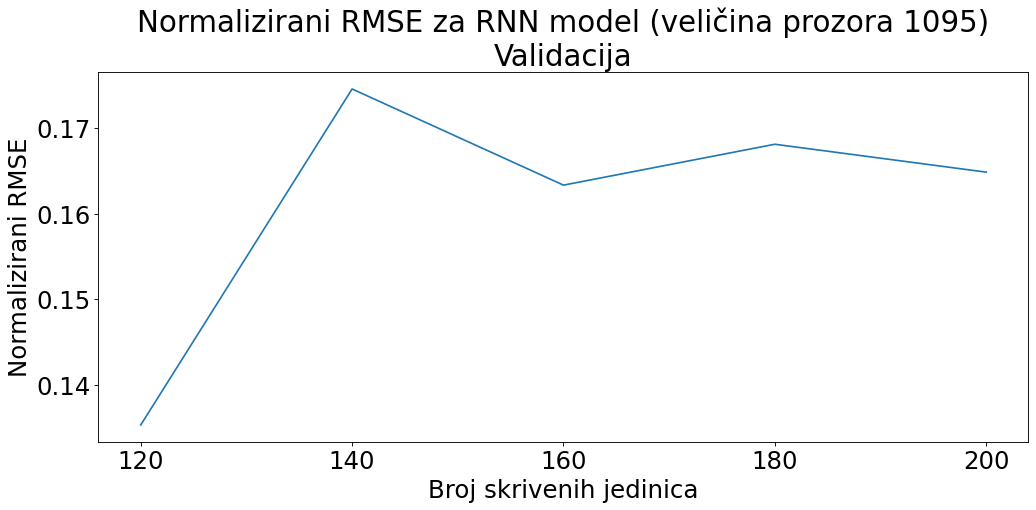 Normalizirani RMSE za RNN model (veličina prozora 1095)
Validacija
Normalizirani RMSE
0.17
0.16
0.15
0.14
120 140 160 180 200
Broj skrivenih jedinica